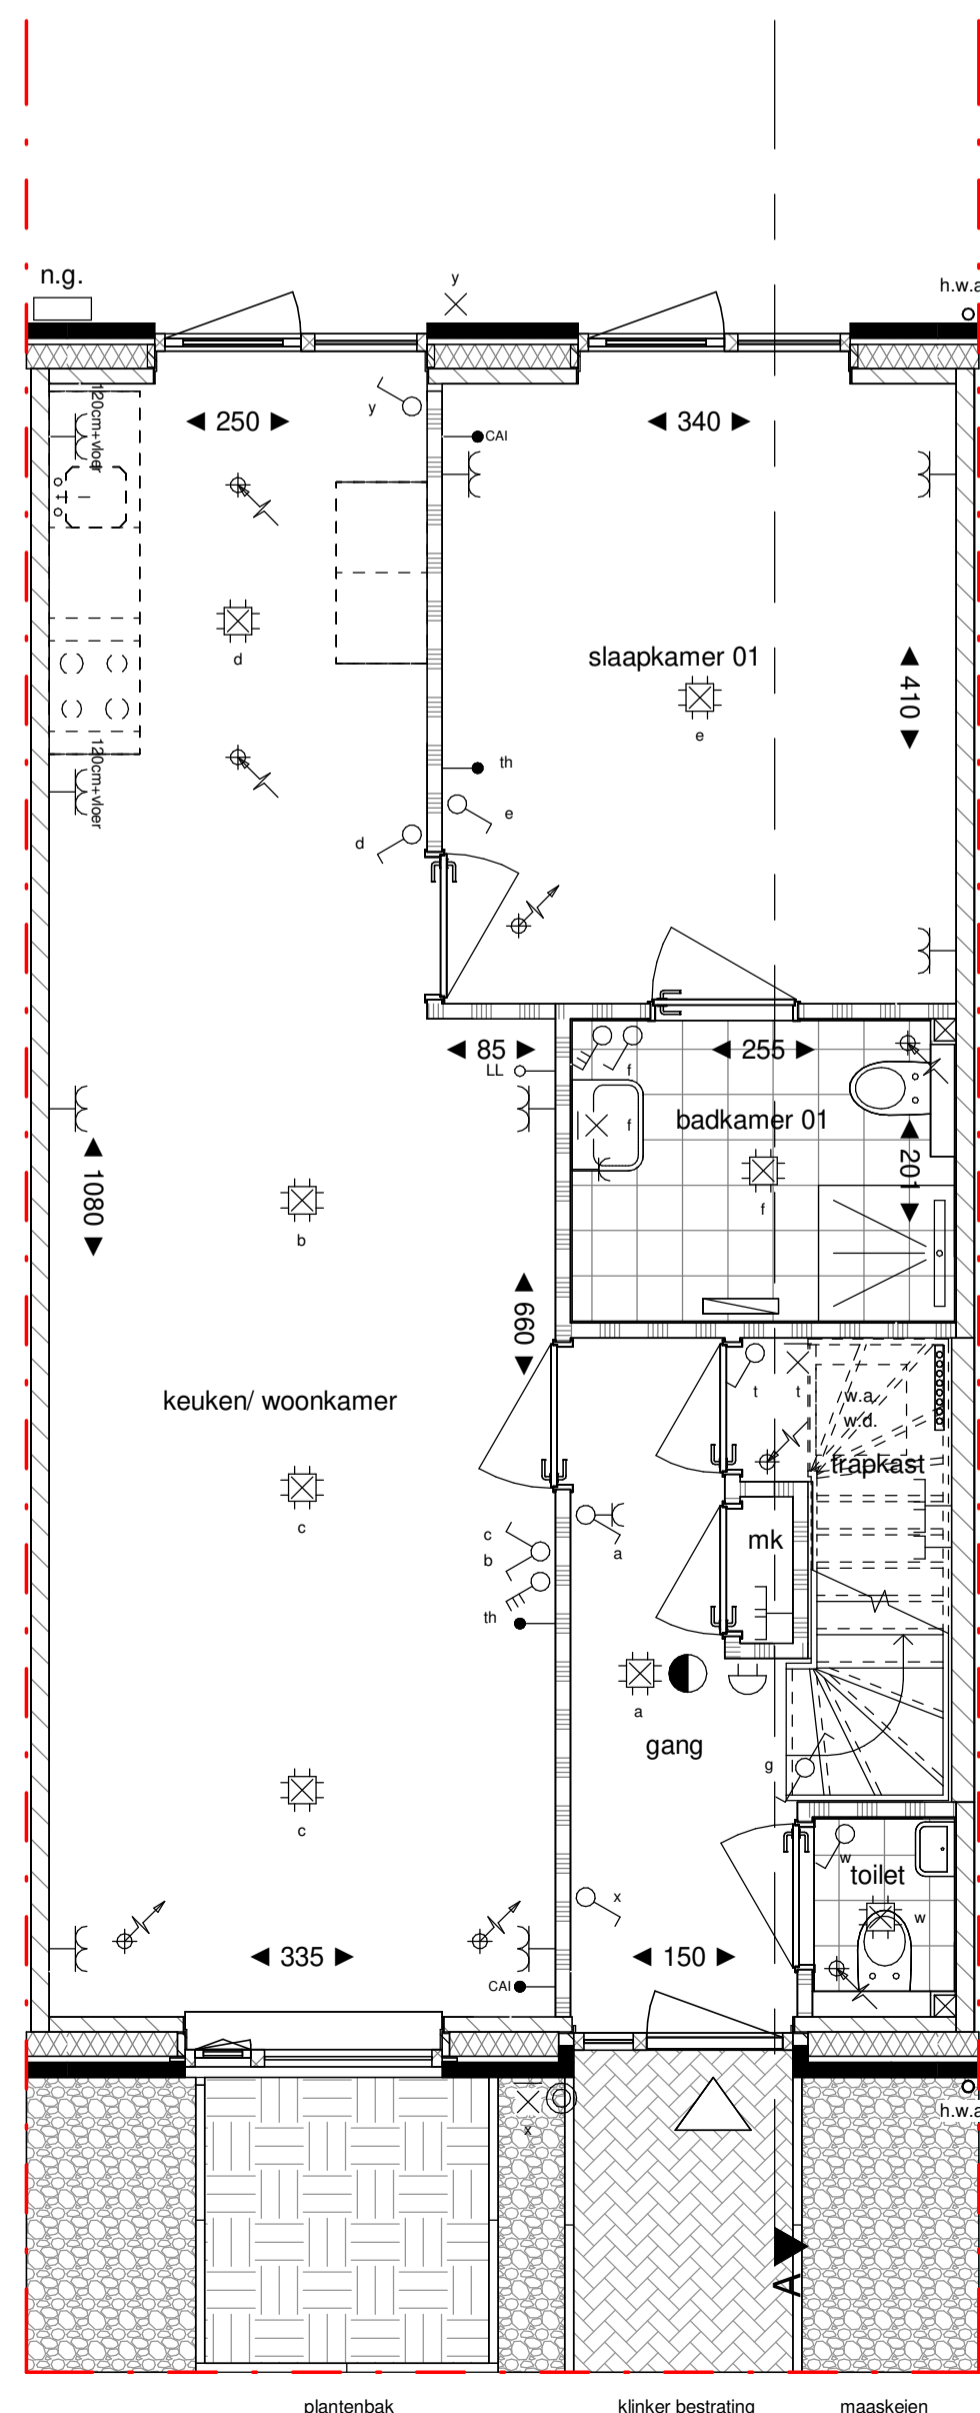 n.g.
y
h.w.a
120cm+vloer
250
y
CAI
340
d
slaapkamer 01
e
410
th
e
120cm+vloer
d
85
LL
255
f
badkamer 01
f
f
201
1080
b
660
keuken/ woonkamer
t
t
w.a.
w.d.
trapkast
c
c
b
a
mk
th
a
gang
g
c
w
toilet
w
x
335
150
CAI
x
h.w.a
A
plantenbak
klinker bestrating
maaskeien